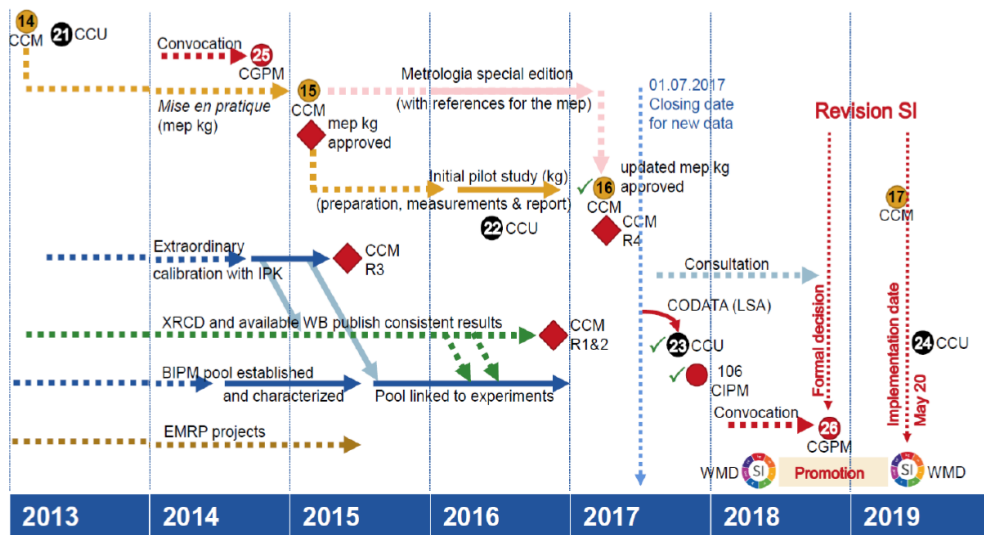 14
CCM
21 CCU
Convocation
25
CGPM
Mise en pratique
(mep kg)
15
CCM
mep kg
approved
Metrologia special edition
(with references for the mep)
01.07.2017
Closing date
for new data
Revision SI
Initial pilot study (kg)
(preparation, measurements & report)
16
CCM
updated mep kg
approved
22 CCU
CCM
R4
17
CCM
Extraordinary
calibration with IPK
CCM
R3
Consultation
CODATA (LSA)
XRCD and available WB publish consistent results
CCM
R1&2
23 CCU
24 CCU
BIPM pool established
and characterized
Pool linked to experiments
106
CIPM
Formal decision
Implementation date
May 20
Convocation
26
CGPM
EMRP projects
WMD
SI
Promotion
SI
WMD
2013
2014
2015
2016
2017
2018
2019